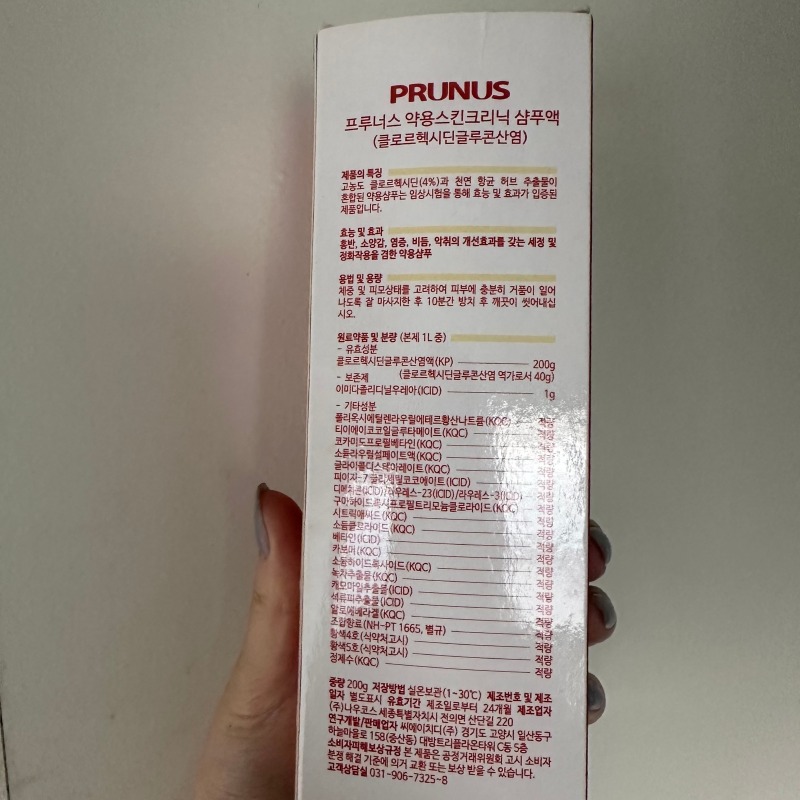 PRUNUS
프루너스 약용스킨크리닉 샴푸액
(클로르헥시딘글루콘산염)
제품의 특징
고농도 클로르헥시딘(4%)과 천연 항균 허브 추출물이
혼합된 약용샴푸는 임상시험을 통해 효능 및 효과가 입증된
제품입니다.
효능 및 효과
홍반, 소양감, 염증, 비듬, 악취의 개선효과를 갖는 세정 및
정화작용을 겸한 약용샴푸
용법 및 용량
체중 및 피모상태를 고려하여 피부에 충분히 거품이 일어
나도록 잘 마사지한 후 10분간 방치 후 깨끗이 씻어내십
시오.
원료약품 및 분량 (본제 1L 중)
- 유효성분
클로르헥시딘글루콘산염액(KP) 200g
(클로르헥시딘글루콘산염 역가로서 40g)
- 보존제
이미다졸리디닐우레아(ICID) 1g
- 기타성분
폴리옥시에틸렌라우릴에테르황산나트륨(KQC) 적량
티이에이코코일글루타메이트(KQC) 적량
코카미도프로필베타인(KQC) 적량
소듐라우릴설페이트액(KQC) 적량
글라이콜디스테아레이트(KQC) 적량
피이지-7글리세릴코코에이트(ICID) 적량
디메치콘(ICID)/라우레스-23(ICID)/라우레스-3(ICID) 적량
구아하이드록시프로필트리모늄클로라이드(KQC) 적량
시트릭애씨드(KQC) 적량
소듐클로라이드(KQC) 적량
베타인(ICID) 적량
카보머(KQC) 적량
소듐하이드록사이드(KQC) 적량
녹차추출물(KQC) 적량
캐모마일추출물(ICID) 적량
석류피추출물(ICID) 적량
알로에베라겔(KQC) 적량
조합향료(NH-PT 1665, 별규) 적량
황색4호(식약처고시) 적량
황색5호(식약처고시) 적량
정제수(KQC) 적량
중량 200g 저장방법 실온보관(1~30℃) 제조번호 및 제조
일자 별도표시 유효기간 제조일로부터 24개월 제조업자
(주)나우코스 세종특별자치시 전의면 산단길 220
연구개발/판매업자 씨에이치디(주) 경기도 고양시 일산동구
하늘마을로 158(중산동) 대방트리플라온타워 C동 5층
소비자피해보상규정 본 제품은 공정거래위원회 고시 소비자
분쟁 해결 기준에 의거 교환 또는 보상 받을 수 있습니다.
고객상담실 031-906-7325~8